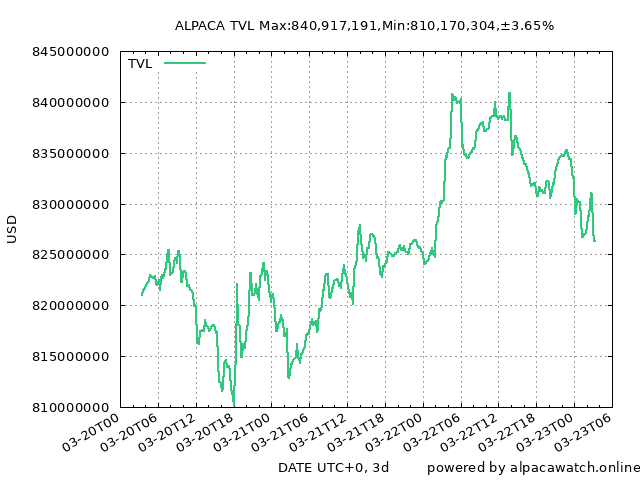 ALPACA TVL Max:840,917,191,Min:810,170,304,±3.65%
845000000
TVL
840000000
835000000
830000000
USD
825000000
820000000
815000000
810000000
03-20T00
03-20T06
03-20T12
03-20T18
03-21T00
03-21T06
03-21T12
03-21T18
03-22T00
03-22T06
03-22T12
03-22T18
03-23T00
03-23T06
DATE UTC+0, 3d
powered by alpacawatch.online